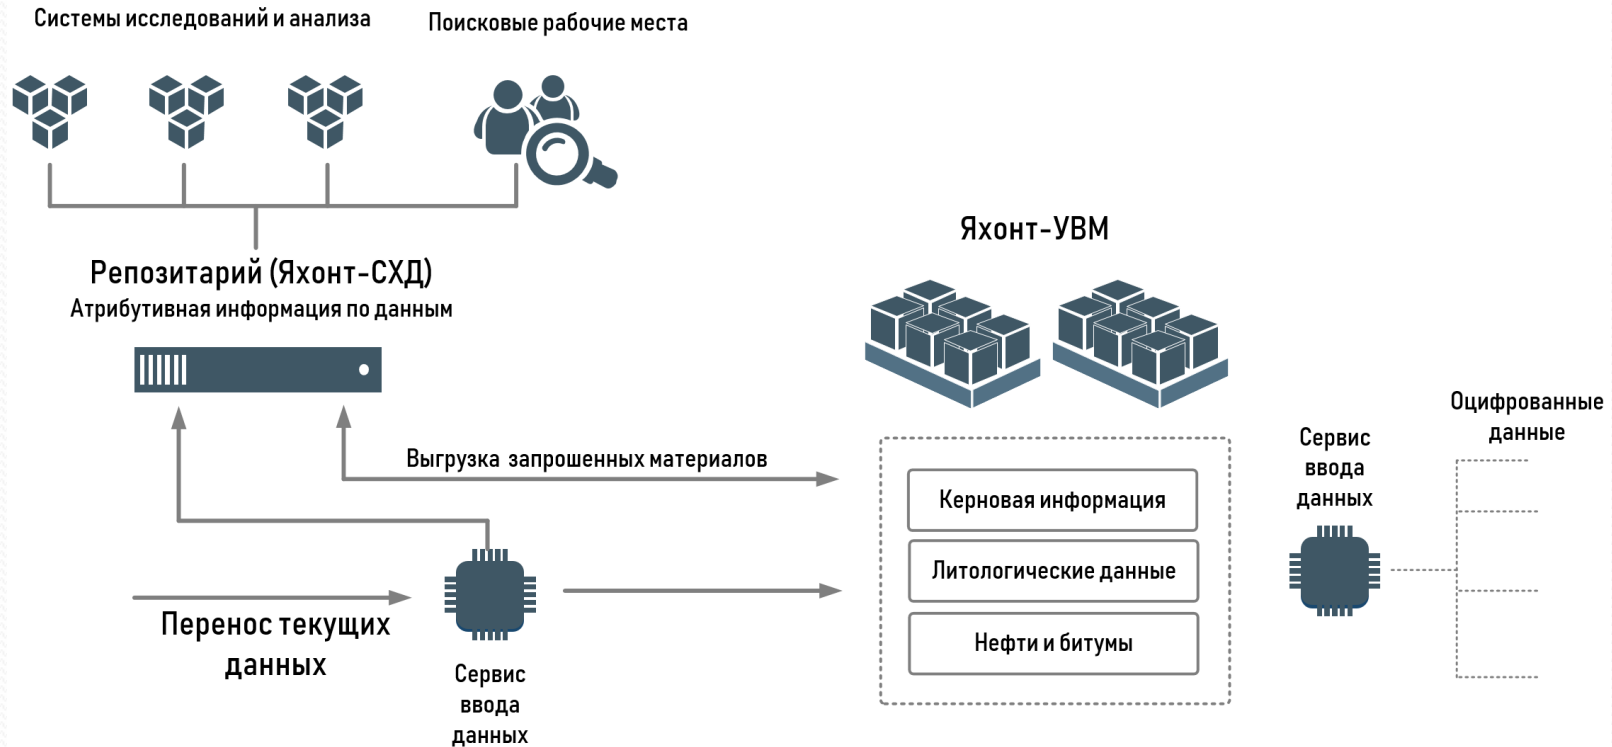 Системы исследований и анализа
Поисковые рабочие места
Репозитарий (Яхонт-СХД)
Атрибутивная информация по данным
Яхонт-УВМ
Выгрузка запрошенных материалов
Керновая информация
Литологические данные
Нефти и битумы
Перенос текущих
данных
Сервис
ввода
данных
Сервис
ввода
данных
Оцифрованные
данные